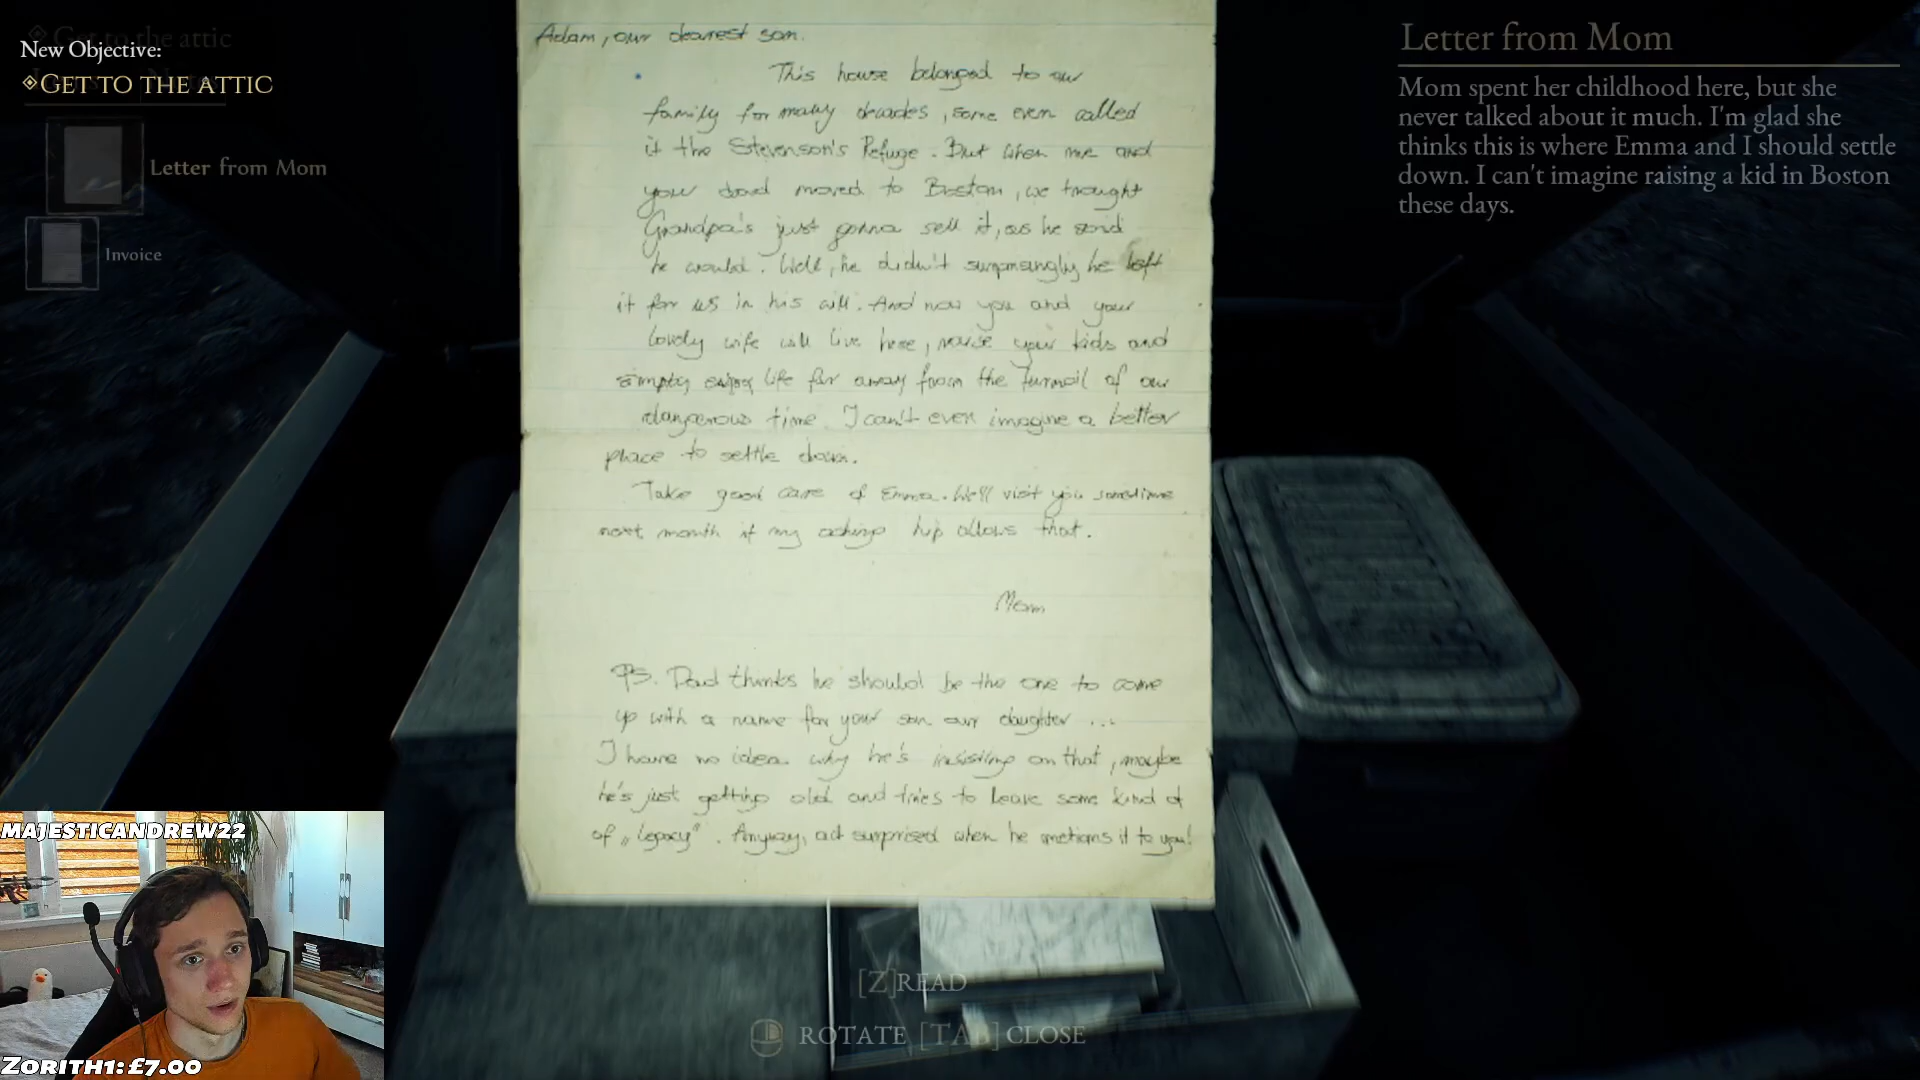 New Objective:
GET TO THE ATTIC
Get to the attic
Letter from Mom
Invoice
Adam, our dearest son.
This house belonged to our
family for many decades, some even called
it the Stevenson's Refuge. But when me and
your dad moved to Boston, we thought
Grandpa's just gonna sell it, as he said
he would. Well, he didn't surprisingly he left
it for us in his will. And now you and your
lovely wife will live here, raise your kids and
simply enjoy life far away from the turmoil of our
dangerous time. I can't even imagine a better
place to settle down.
Take good care of Emma. We'll visit you sometime
next month if my aching hip allows that.
Mom
PS. Dad thinks he should be the one to come
up with a name for your son our daughter ...
I have no idea why he's insisting on that, maybe
he's just getting old and tries to leave some kind of
of „legacy". Anyway, act surprised when he metions it to you!
Letter from Mom
Mom spent her childhood here, but she
never talked about it much. I'm glad she
thinks this is where Emma and I should settle
down. I can't imagine raising a kid in Boston
these days.
[Z]READ
ROTATE [TAB]CLOSE
MAJESTICANDREW22
ZORITH1: £7.00